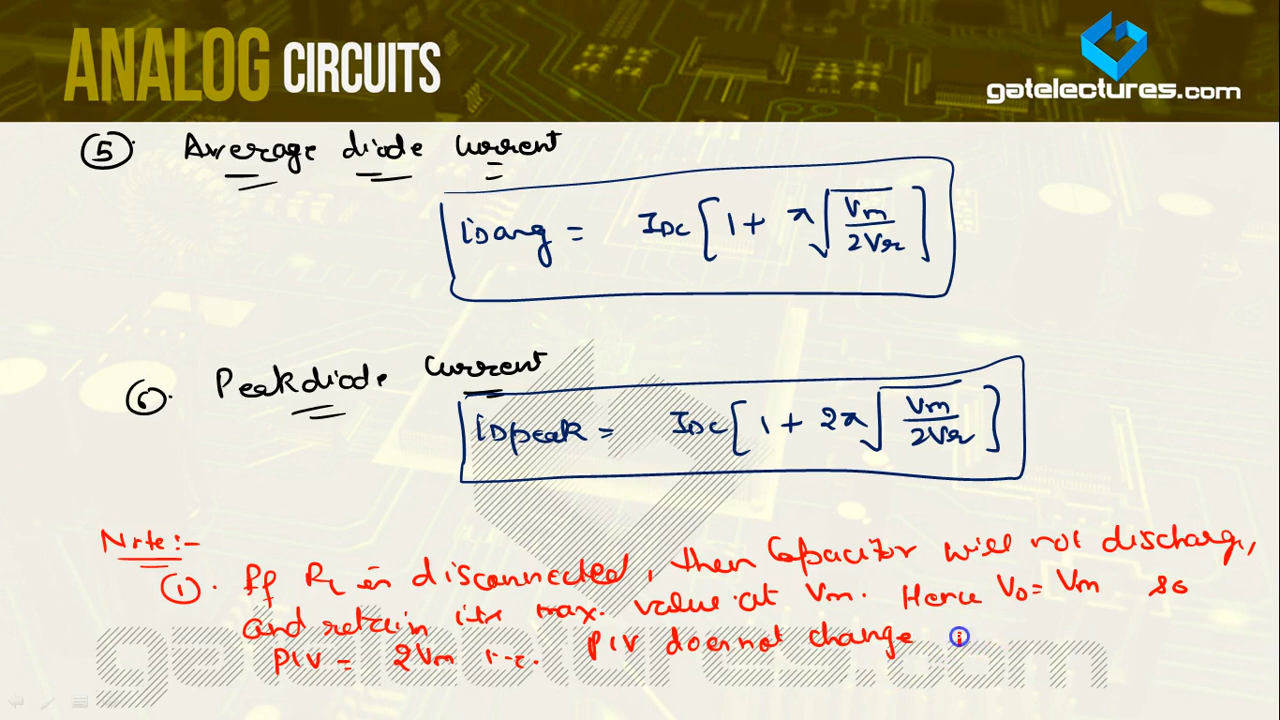 ANALOG CIRCUITS
gatelectures.com
(5) Average diode current
iDavg = IDC [1 + π√(Vm/2Vr)]
(6). Peak diode current
iDpeak = IDC [1 + 2π√(Vm/2Vr)]
Note:-
(1). If RL is disconnected, then Capacitor will not discharge,
and retain its max. value at Vm. Hence V0 = Vm so
PIV = 2Vm i.e. PIV does not change i
gatelectures.com